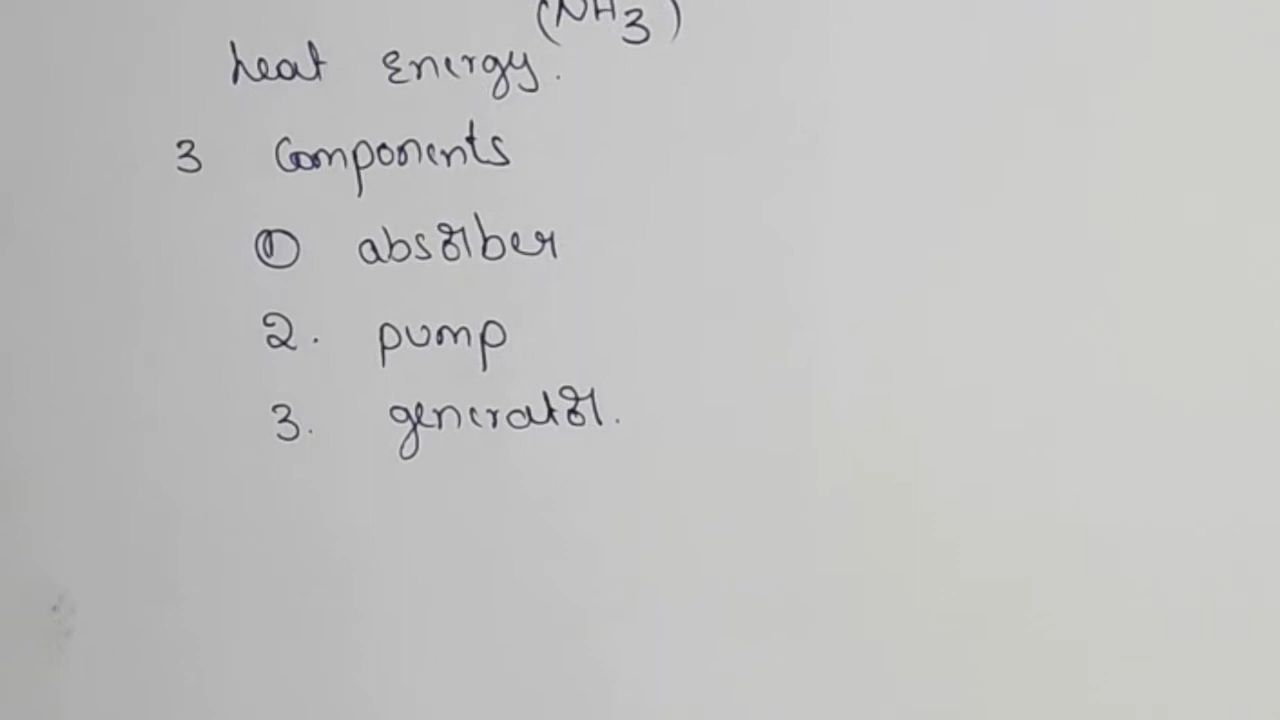 (NH3)
heat energy.
3 Components
① absorber
2. pump
3. generator.